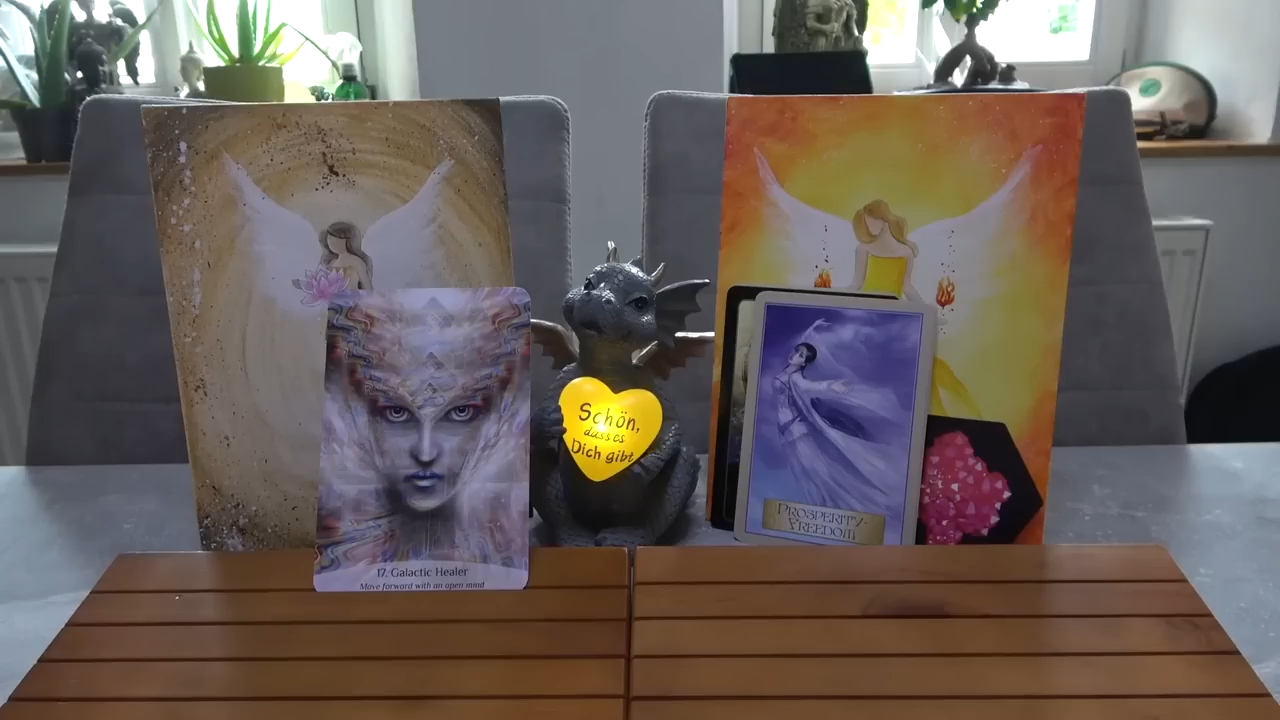 Schön,
dass es
Dich gibt
PROSPERITY-
FREEDOM
17. Galactic Healer
Move forward with an open mind